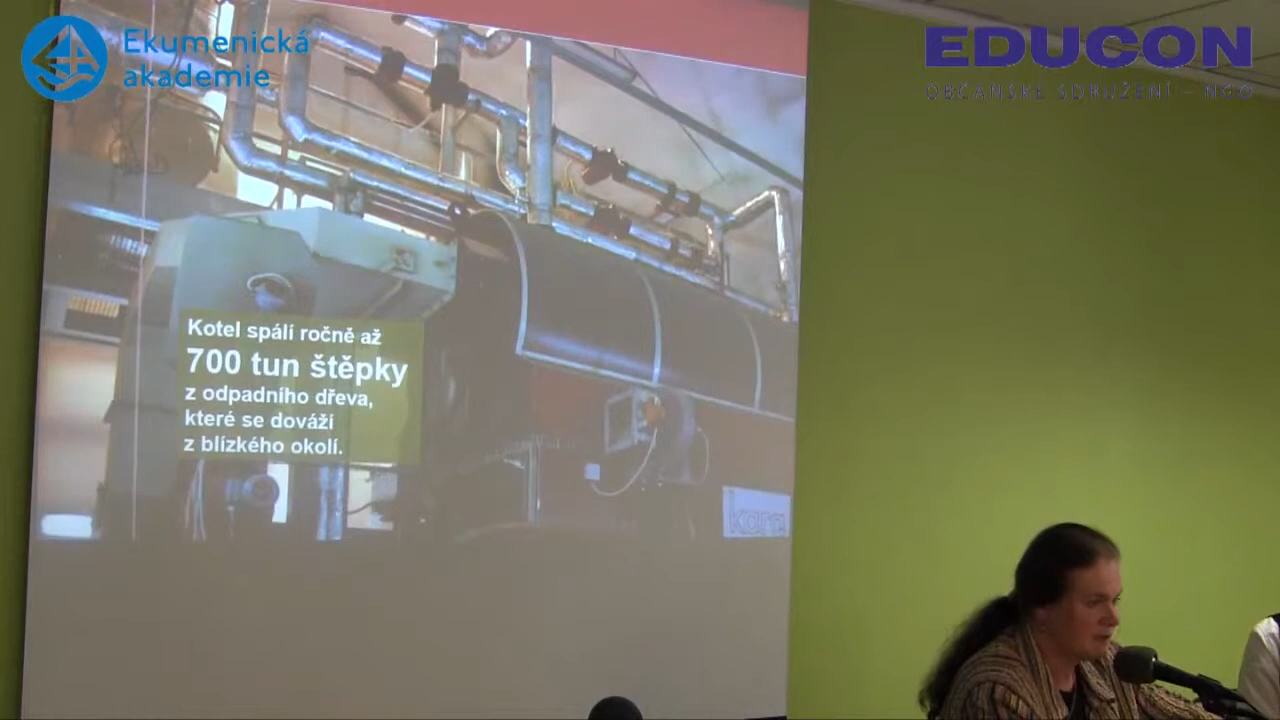 Ekumenická
akademie
EDUCON
OBČANSKÉ SDRUŽENÍ - NGO
Kotel spálí ročně až
700 tun štěpky
z odpadního dřeva,
které se dováží
z blízkého okolí.
kara